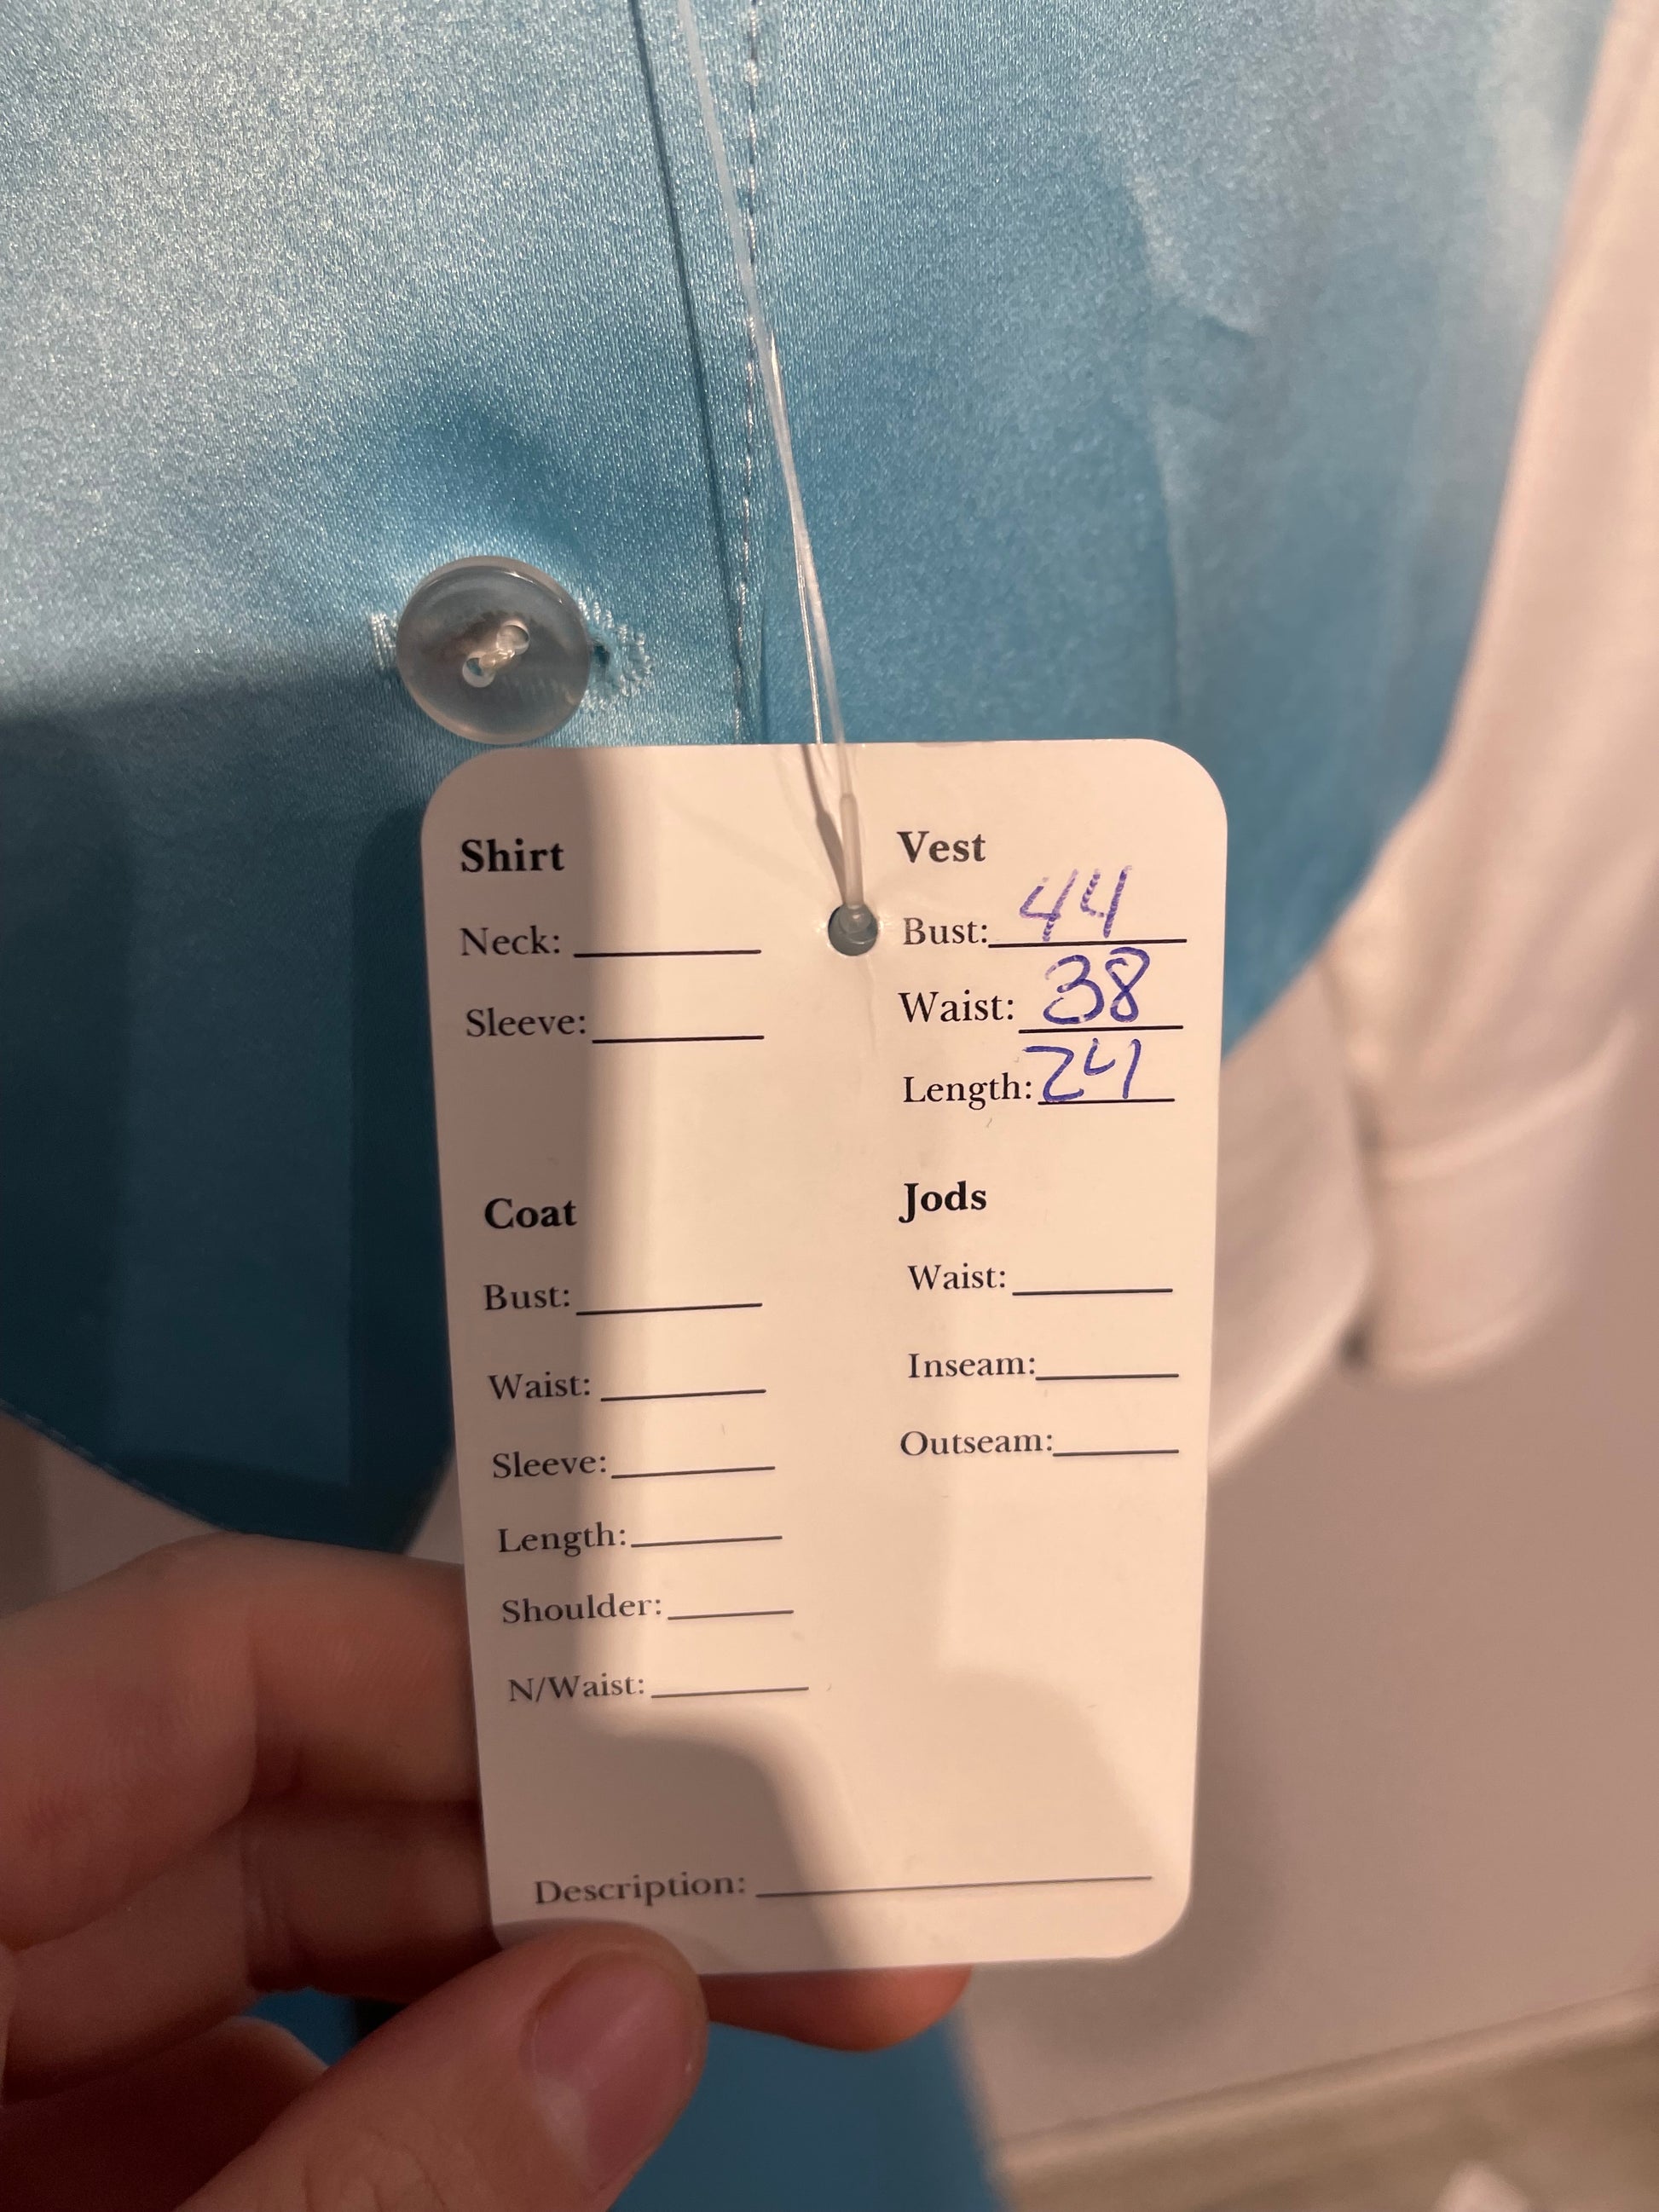 Shirt
Neck:
Sleeve:
Vest
Bust: 44
Waist: 38
Length: 24
Coat
Bust:
Waist:
Sleeve:
Length:
Shoulder:
N/Waist:
Jods
Waist:
Inseam:
Outseam:
Description: